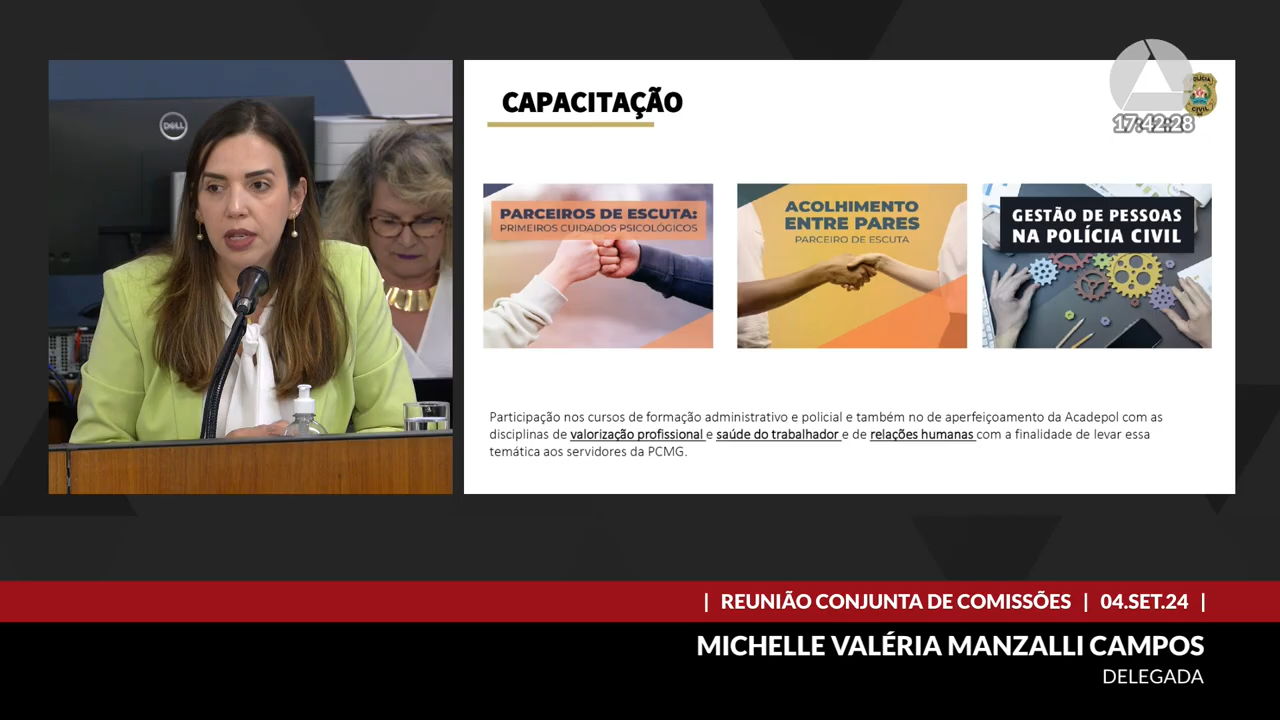 DELL
CAPACITAÇÃO
POLÍCIA
CIVIL
17:42:28
PARCEIROS DE ESCUTA:
PRIMEIROS CUIDADOS PSICOLÓGICOS
ACOLHIMENTO
ENTRE PARES
PARCEIRO DE ESCUTA
GESTÃO DE PESSOAS
NA POLÍCIA CIVIL
Participação nos cursos de formação administrativo e policial e também no de aperfeiçoamento da Acadepol com as
disciplinas de valorização profissional e saúde do trabalhador e de relações humanas com a finalidade de levar essa
temática aos servidores da PCMG.
| REUNIÃO CONJUNTA DE COMISSÕES | 04.SET.24 |
MICHELLE VALÉRIA MANZALLI CAMPOS
DELEGADA